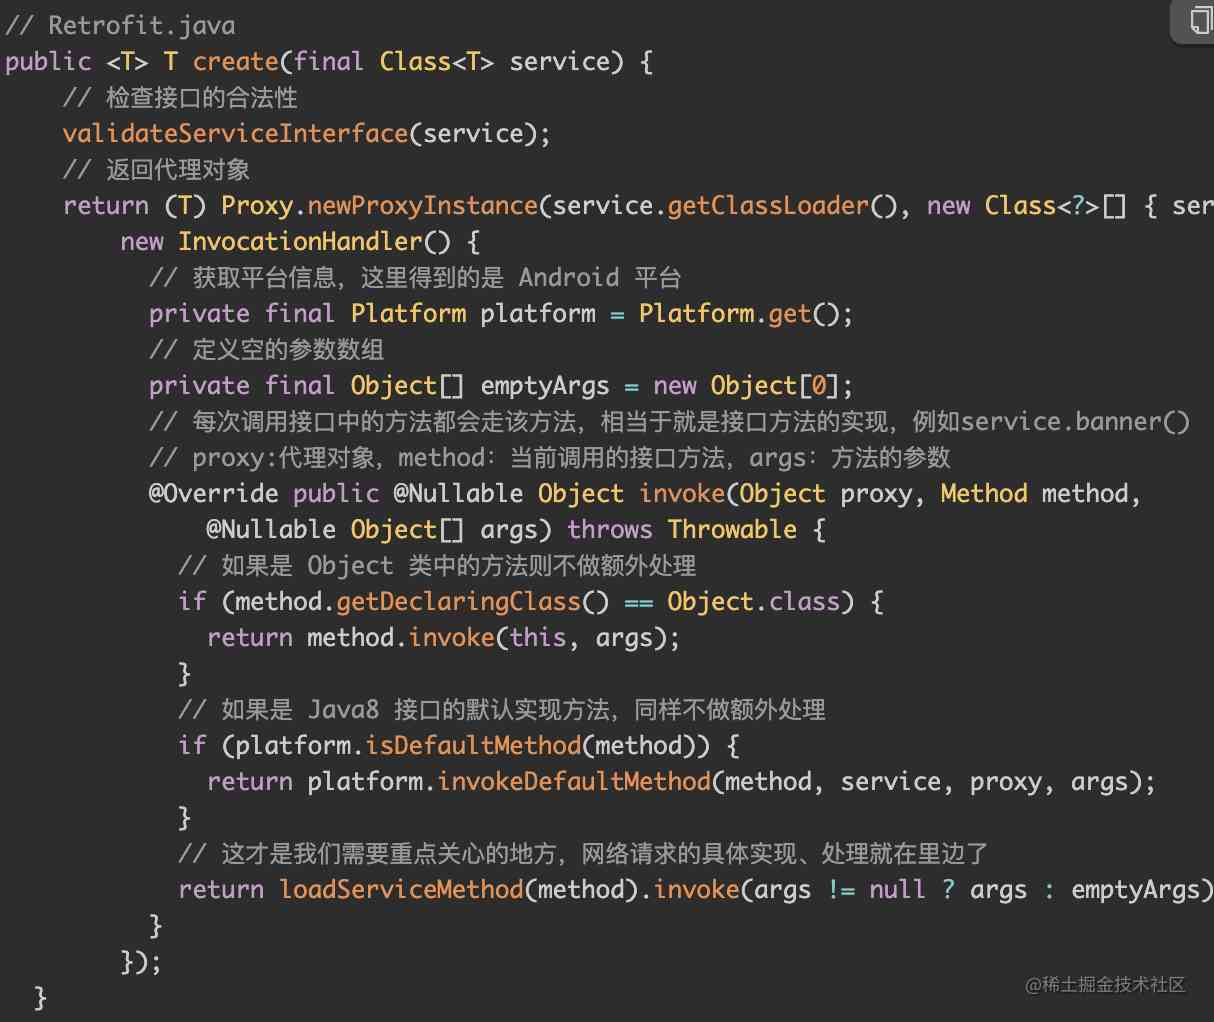 // Retrofit.java
public <T> T create(final Class<T> service) {
    // 检查接口的合法性
    validateServiceInterface(service);
    // 返回代理对象
    return (T) Proxy.newProxyInstance(service.getClassLoader(), new Class<?>[] { ser
        new InvocationHandler() {
          // 获取平台信息，这里得到的是 Android 平台
          private final Platform platform = Platform.get();
          // 定义空的参数数组
          private final Object[] emptyArgs = new Object[0];
          // 每次调用接口中的方法都会走该方法，相当于就是接口方法的实现，例如service.banner()
          // proxy:代理对象，method：当前调用的接口方法，args：方法的参数
          @Override public @Nullable Object invoke(Object proxy, Method method,
              @Nullable Object[] args) throws Throwable {
            // 如果是 Object 类中的方法则不做额外处理
            if (method.getDeclaringClass() == Object.class) {
              return method.invoke(this, args);
            }
            // 如果是 Java8 接口的默认实现方法，同样不做额外处理
            if (platform.isDefaultMethod(method)) {
              return platform.invokeDefaultMethod(method, service, proxy, args);
            }
            // 这才是我们需要重点关心的地方，网络请求的具体实现、处理就在里边了
            return loadServiceMethod(method).invoke(args != null ? args : emptyArgs)
          }
        });
  }
@稀土掘金技术社区